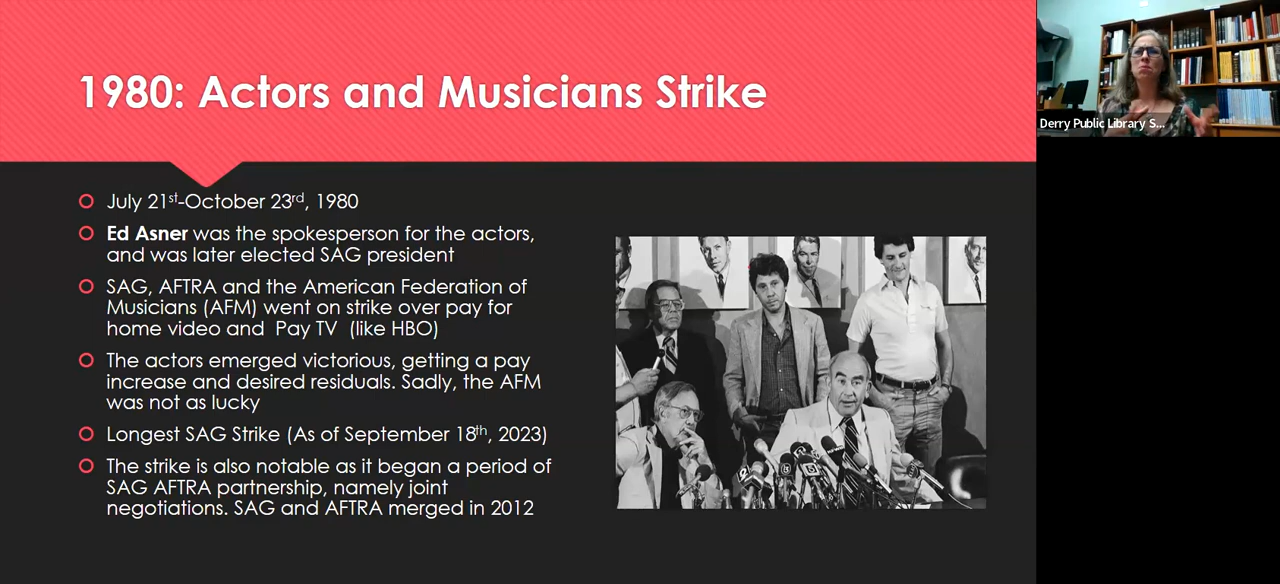 1980: Actors and Musicians Strike
Derry Public Library S...
July 21st-October 23rd, 1980
Ed Asner was the spokesperson for the actors,
and was later elected SAG president
SAG, AFTRA and the American Federation of
Musicians (AFM) went on strike over pay for
home video and Pay TV (like HBO)
The actors emerged victorious, getting a pay
increase and desired residuals. Sadly, the AFM
was not as lucky
Longest SAG Strike (As of September 18th, 2023)
The strike is also notable as it began a period of
SAG AFTRA partnership, namely joint
negotiations. SAG and AFTRA merged in 2012